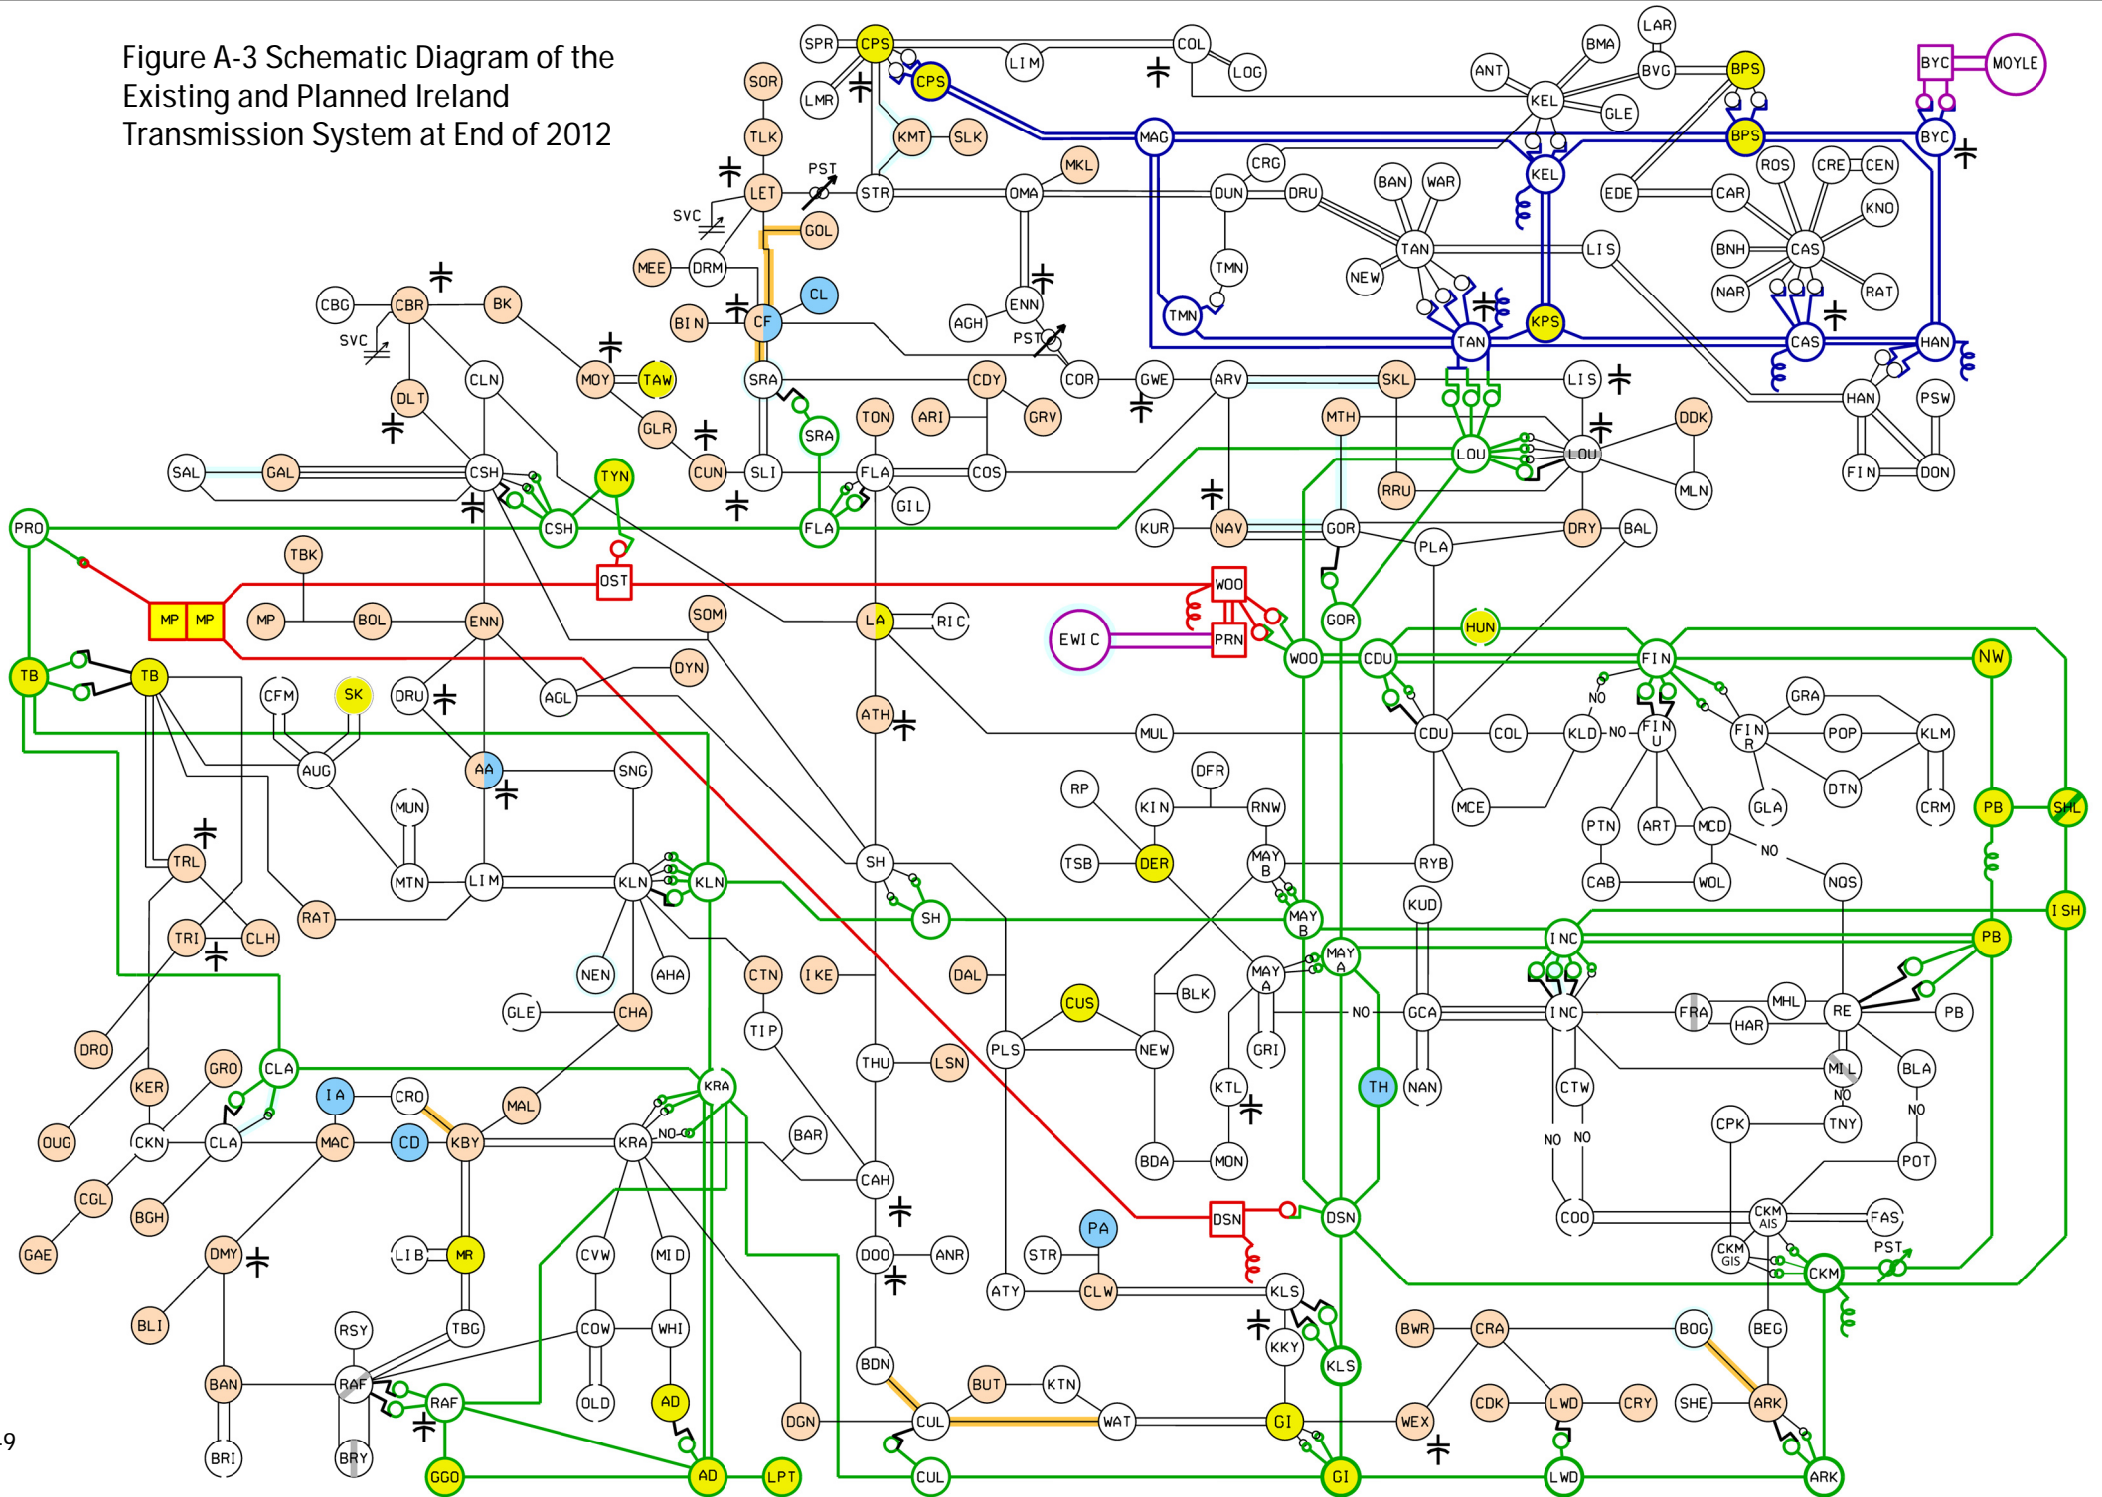 Figure A-3 Schematic Diagram of the
Existing and Planned Ireland
Transmission System at End of 2012
SPR CPS LIM COL LOG LMR CPS
ANT BMA LAR BVG BPS BYC MOYLE
KEL GLE
SOR TLK KMT SLK MAG BPS BYC
LET PST STR OMA MKL DUN CRG DRU BAN WAR KEL EDE CAR ROS CRE CEN KNO
SVC GOL
MEE DRM TMN TAN NEW LIS BNH CAS NAR RAT
CBG CBR BK BIN CF CL AGH ENN TMN KPS
SVC PST TAN CAS HAN
CLN MOY TAW SRA CDY COR GWE ARV SKL LIS
DLT GLR SRA TON ARI GRV MTH DDK HAN PSW
SAL GAL CSH TYN CUN SLI FLA COS LOU LOU FIN DON
GIL RRU MLN
PRO CSH FLA KUR NAV GOR PLA DRY BAL
TBK OST WOO
MP MP MP BOL ENN SOM LA RIC EWIC PRN GOR HUN
TB TB DYN WOO CDU FIN NW
CFM SK DRU AGL NO GRA
ATH MUL CDU COL KLD NO FIN U FIN R POP KLM
AUG AA SNG DFR
MUN RP KIN RNW MCE DTN GLA CRM PB SHL
PTN ART MCD NO
TRL SH TSB DER MAY B RYB
MTN LIM KLN KLN CAB WOL NQS
RAT SH MAY B KUD ISH
TRI CLH INC PB
NEN AHA CTN IKE DAL MAY A MAY A
GLE CHA CUS BLK NO GCA INC FRA MHL HAR RE PB
DRO TIP PLS NEW GRI
GRO CLA THU LSN MIL BLA
KER IA CRO MAL KRA KTL TH NAN CTW NO NO
OUG CKN CLA MAC CD KBY KRA NO BAR NO NO CPK TNY
BDA MON POT
CGL BGH CAH
PA DSN DSN COO CKM AIS FAS
GAE DMY LIB MR CVW MID DOO ANR STR CKM GIS PST
CKM
ATY CLW KLS
BLI RSY TBG COW WHI BWR CRA BOG BEG
KKY
BDN KLS
BAN RAF RAF OLD AD BUT KTN CDK LWD CRY SHE ARK
DGN CUL WAT GI WEX
BRI BRY GGO AD LPT CUL GI LWD ARK